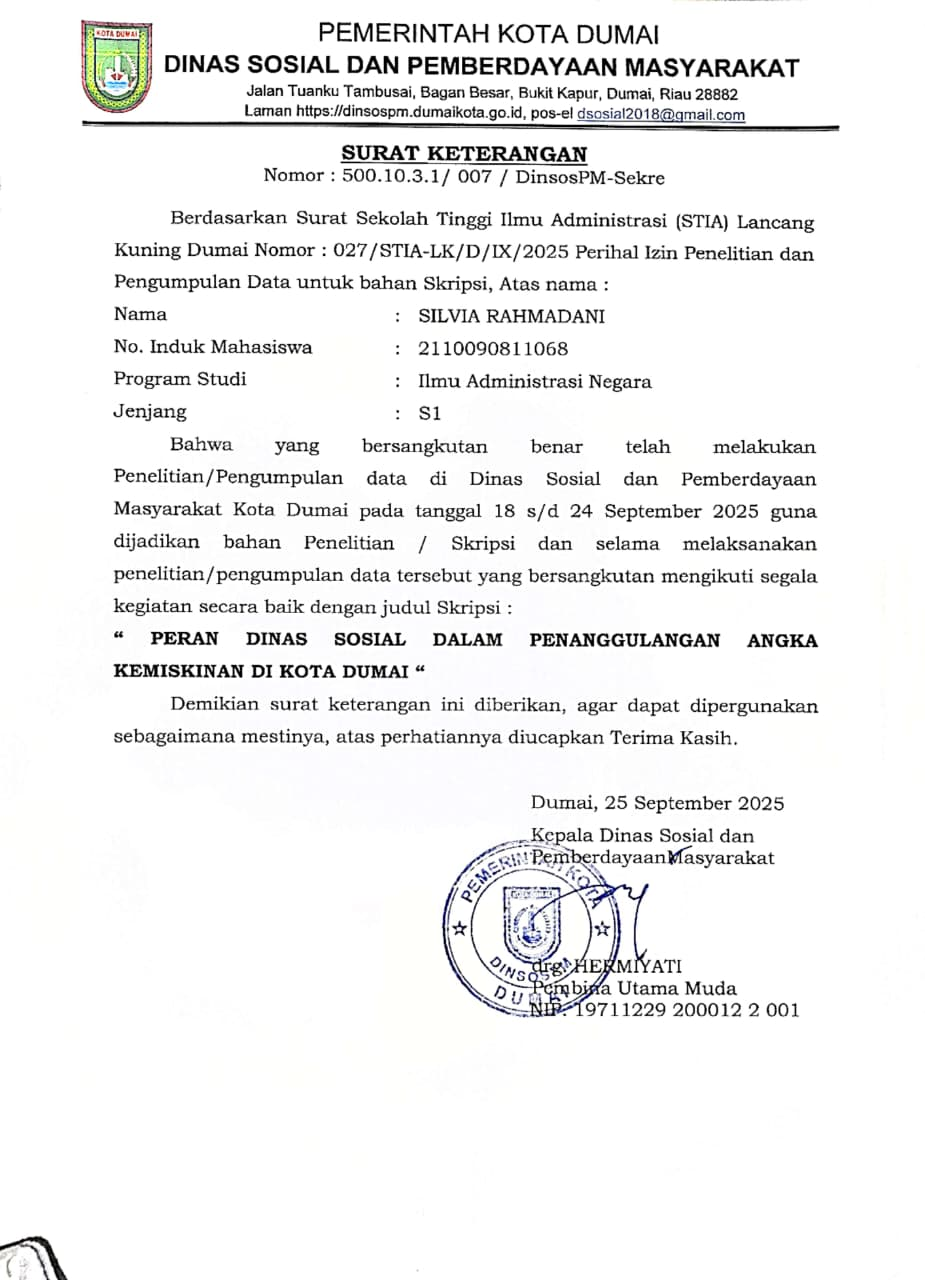 KOTA DUMAI
PEMERINTAH KOTA DUMAI
DINAS SOSIAL DAN PEMBERDAYAAN MASYARAKAT
Jalan Tuanku Tambusai, Bagan Besar, Bukit Kapur, Dumai, Riau 28882
Laman https://dinsospm.dumaikota.go.id, pos-el dsosial2018@gmail.com
SURAT KETERANGAN
Nomor : 500.10.3.1/ 007 / DinsosPM-Sekre
Berdasarkan Surat Sekolah Tinggi Ilmu Administrasi (STIA) Lancang
Kuning Dumai Nomor : 027/STIA-LK/D/IX/2025 Perihal Izin Penelitian dan
Pengumpulan Data untuk bahan Skripsi, Atas nama :
Nama : SILVIA RAHMADANI
No. Induk Mahasiswa : 2110090811068
Program Studi : Ilmu Administrasi Negara
Jenjang : S1
Bahwa yang bersangkutan benar telah melakukan
Penelitian/Pengumpulan data di Dinas Sosial dan Pemberdayaan
Masyarakat Kota Dumai pada tanggal 18 s/d 24 September 2025 guna
dijadikan bahan Penelitian / Skripsi dan selama melaksanakan
penelitian/pengumpulan data tersebut yang bersangkutan mengikuti segala
kegiatan secara baik dengan judul Skripsi :
“ PERAN DINAS SOSIAL DALAM PENANGGULANGAN ANGKA
KEMISKINAN DI KOTA DUMAI “
Demikian surat keterangan ini diberikan, agar dapat dipergunakan
sebagaimana mestinya, atas perhatiannya diucapkan Terima Kasih.
Dumai, 25 September 2025
Kepala Dinas Sosial dan
Pemberdayaan Masyarakat
PEMERINTAH KOTA
DINSOSPM
DUMAI
drg. HERMIYATI
Pembina Utama Muda
NIP. 19711229 200012 2 001